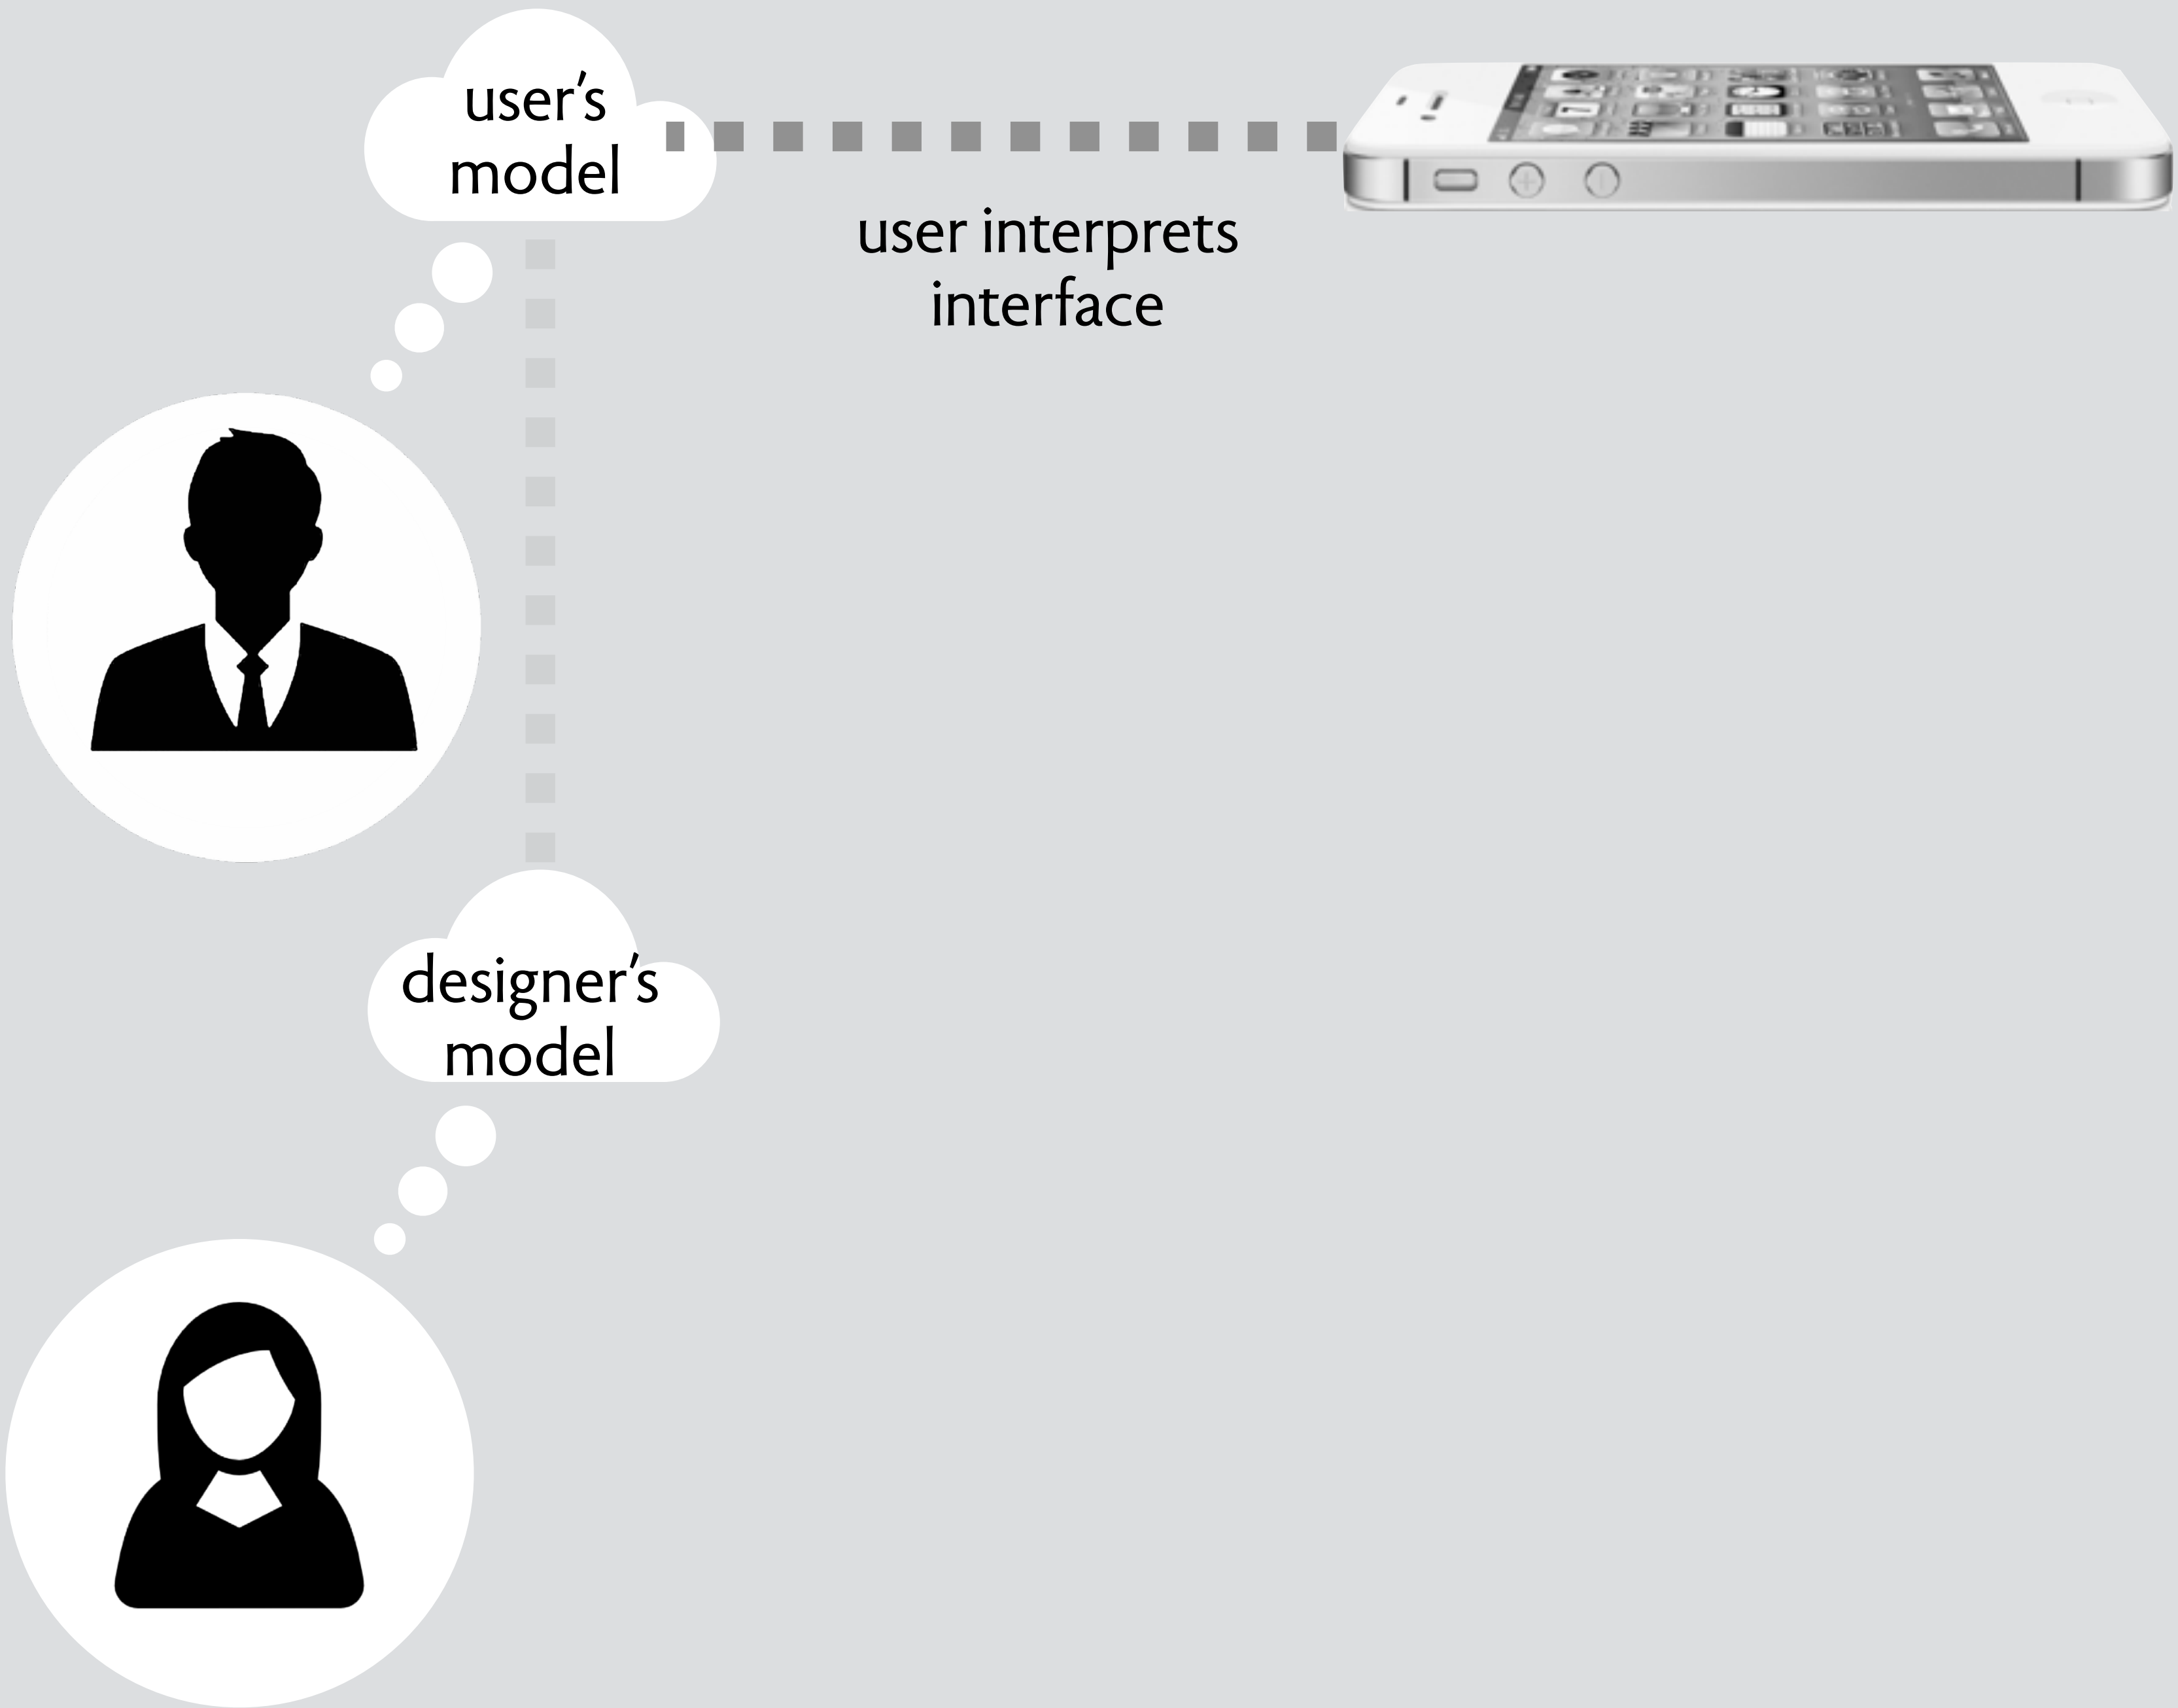 user’s
model
user interprets
interface
designer’s
model